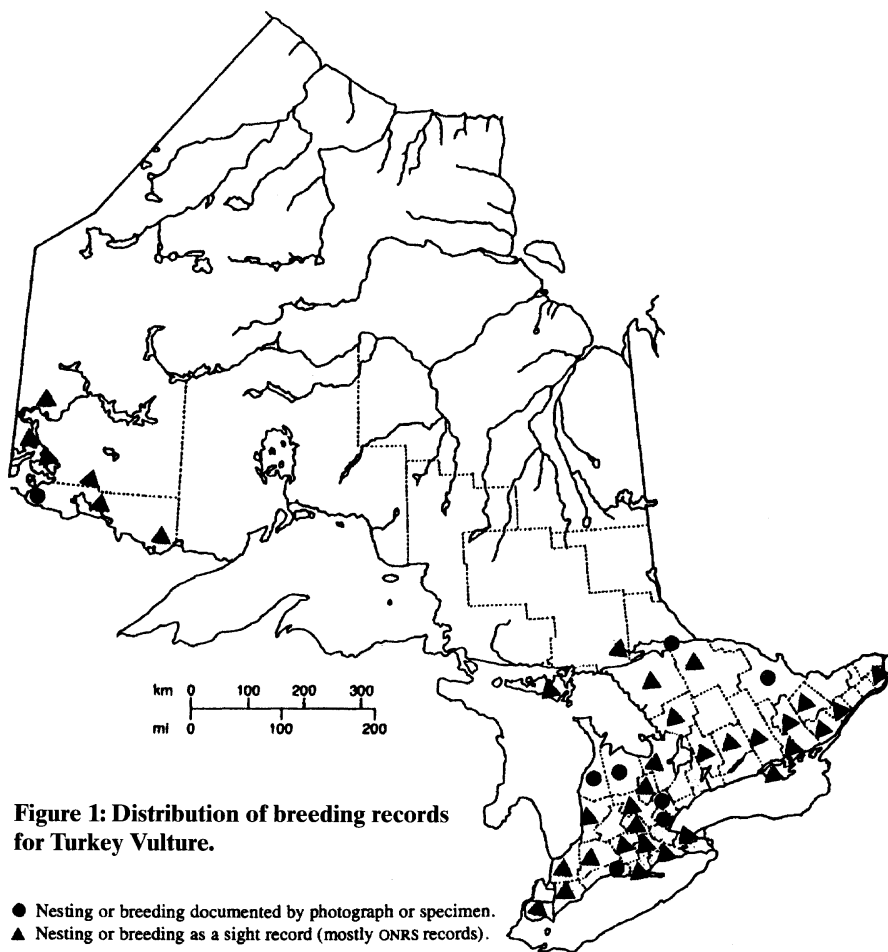 km 0 100 200 300
mi 0 100 200
Figure 1: Distribution of breeding records
for Turkey Vulture.
● Nesting or breeding documented by photograph or specimen.
▲ Nesting or breeding as a sight record (mostly ONRS records).